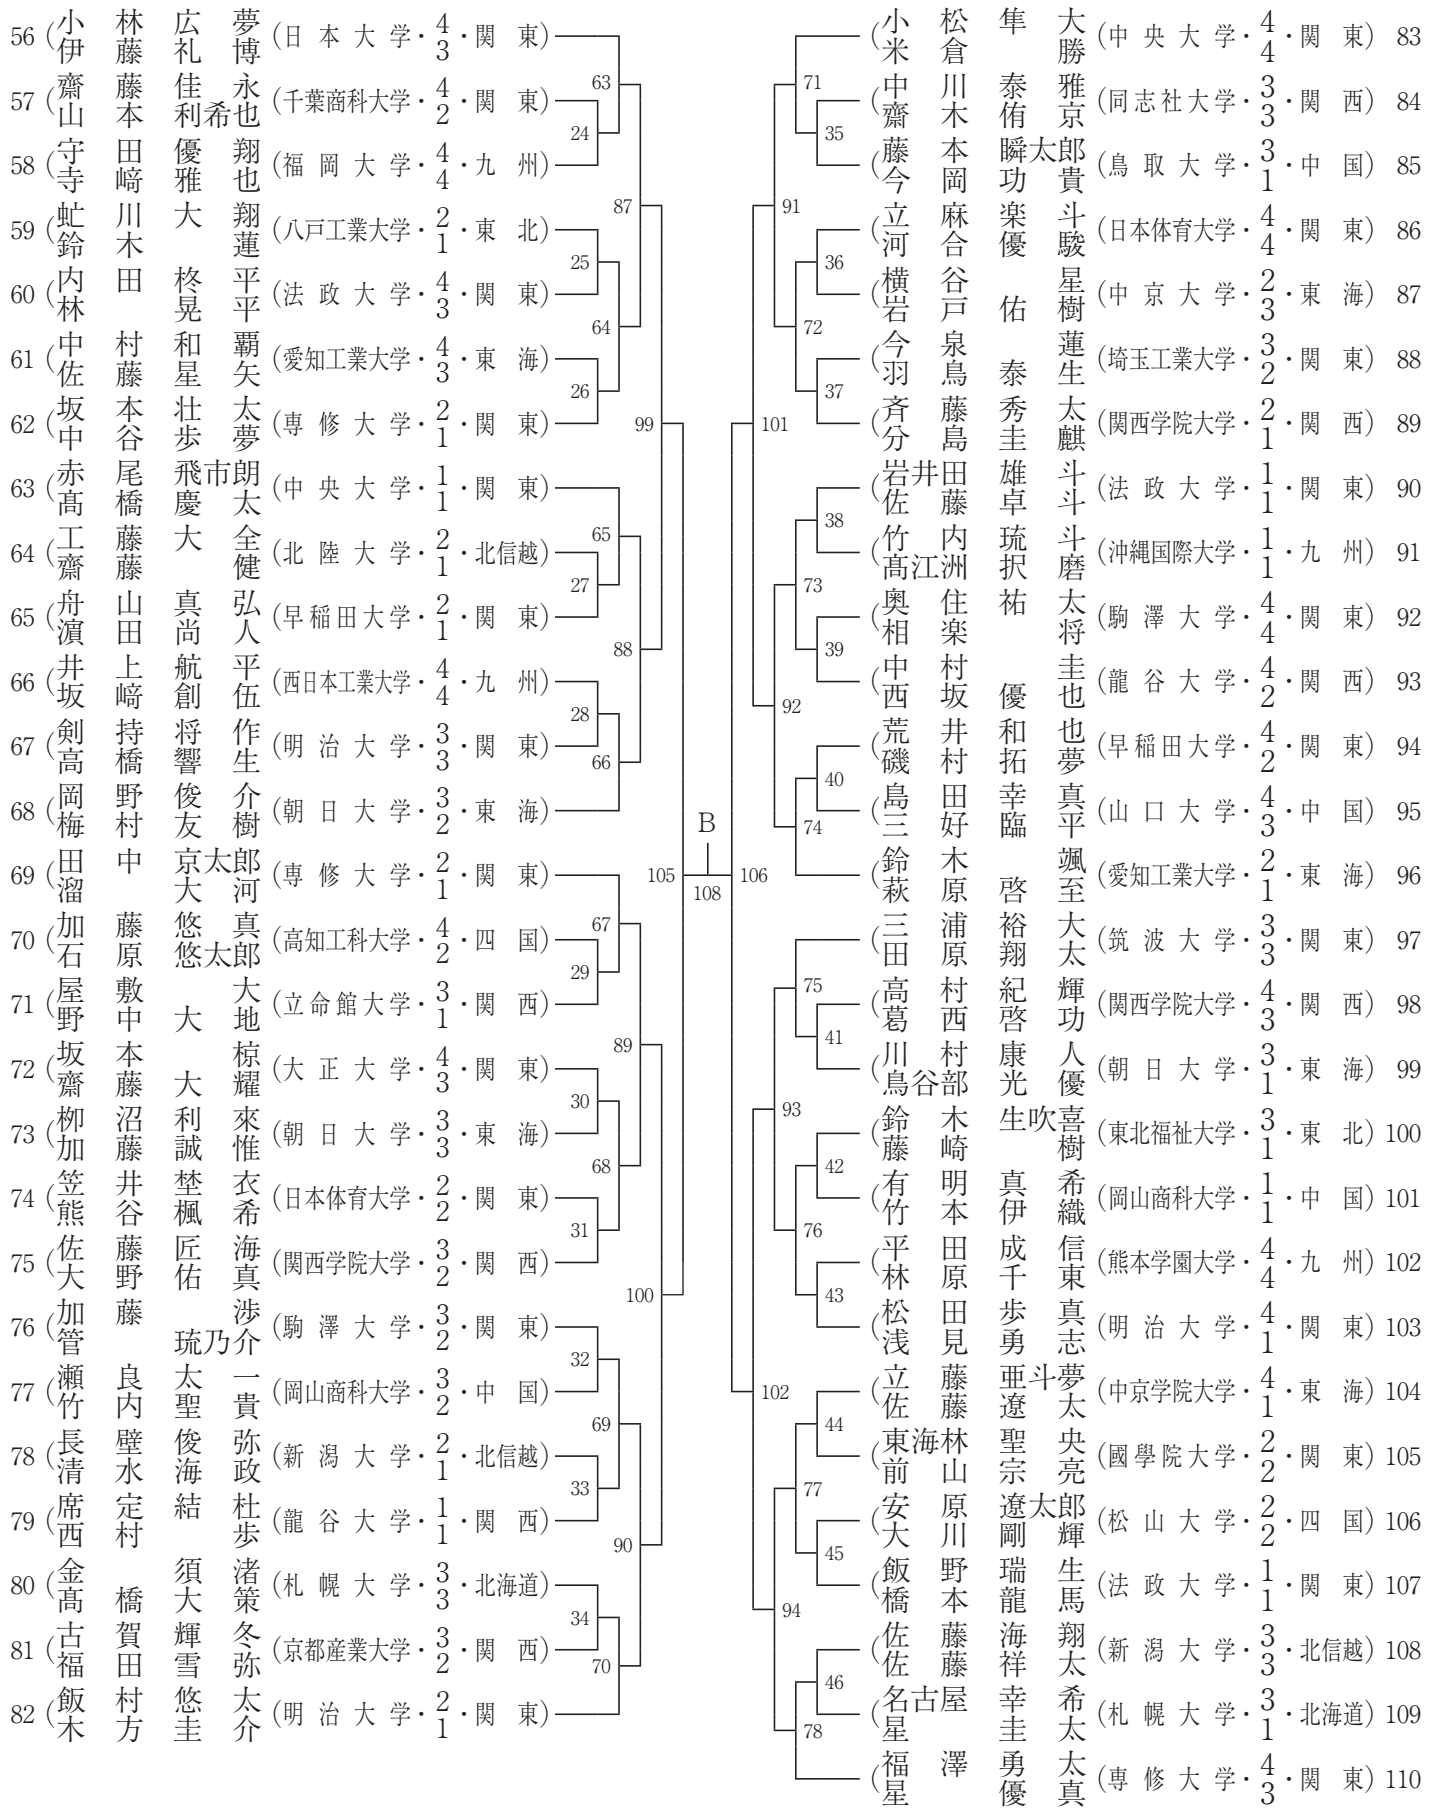 56 (小林広夢 伊藤礼博 (日本大学・4 3・関東)
57 (齋藤佳永 山本利希也 (千葉商科大学・4 2・関東)
58 (守田優翔 寺﨑雅也 (福岡大学・4 4・九州)
59 (虻川大翔 鈴木蓮 (八戸工業大学・2 1・東北)
60 (内田柊平 林晃平 (法政大学・4 3・関東)
61 (中村和覇 佐藤星矢 (愛知工業大学・4 3・東海)
62 (坂本壮太 中谷歩夢 (専修大学・2 1・関東)
63 (赤尾飛市朗 髙橋慶太 (中央大学・1 1・関東)
64 (工藤大全 齋藤健 (北陸大学・2 1・北信越)
65 (舟山真弘 濵田尚人 (早稲田大学・2 1・関東)
66 (井上航平 坂﨑創伍 (西日本工業大学・4 4・九州)
67 (剣持将作 高橋響生 (明治大学・3 3・関東)
68 (岡野俊介 梅村友樹 (朝日大学・3 2・東海)
69 (田中京太郎 溜大河 (専修大学・2 1・関東)
70 (加藤悠真 石原悠太郎 (高知工科大学・4 2・四国)
71 (屋敷大 野中大地 (立命館大学・3 1・関西)
72 (坂本椋 齋藤大耀 (大正大学・4 3・関東)
73 (栁沼利來 加藤誠惟 (朝日大学・3 3・東海)
74 (笠井埜衣 熊谷楓希 (日本体育大学・2 2・関東)
75 (佐藤匠海 大野佑真 (関西学院大学・3 2・関西)
76 (加藤渉 管琉乃介 (駒澤大学・3 2・関東)
77 (瀬良太一 竹内聖貴 (岡山商科大学・3 2・中国)
78 (長壁俊弥 清水海政 (新潟大学・2 1・北信越)
79 (席定結杜 西村歩 (龍谷大学・1 1・関西)
80 (金須渚 髙橋大策 (札幌大学・3 3・北海道)
81 (古賀輝冬 福田雪弥 (京都産業大学・3 2・関西)
82 (飯村悠太 木方圭介 (明治大学・2 1・関東)
63
24
87
25
64
26
99
65
27
88
28
66
105
67
29
89
30
68
31
100
32
69
33
90
34
70
B
108
106
71
35
91
36
72
37
101
38
73
39
92
40
74
75
41
93
42
76
43
102
44
77
45
94
46
78
(小松隼大 米倉勝 (中央大学・4 4・関東) 83
(中川泰雅 齋木侑京 (同志社大学・3 3・関西) 84
(藤本瞬太郎 今岡功貴 (鳥取大学・3 1・中国) 85
(立麻楽斗 河合優駿 (日本体育大学・4 4・関東) 86
(横谷星 岩戸佑樹 (中京大学・2 3・東海) 87
(今泉蓮 羽鳥泰生 (埼玉工業大学・3 2・関東) 88
(斉藤秀太 分島圭麒 (関西学院大学・2 1・関西) 89
(岩井田雄斗 佐藤卓斗 (法政大学・1 1・関東) 90
(竹内琉斗 髙江洲択磨 (沖縄国際大学・1 1・九州) 91
(奥住祐太 相楽将 (駒澤大学・4 4・関東) 92
(中村圭 西坂優也 (龍谷大学・4 2・関西) 93
(荒井和也 磯村拓夢 (早稲田大学・4 2・関東) 94
(島田幸真 三好臨平 (山口大学・4 3・中国) 95
(鈴木颯 萩原啓至 (愛知工業大学・2 1・東海) 96
(三浦裕大 田原翔太 (筑波大学・3 3・関東) 97
(高村紀輝 葛西啓功 (関西学院大学・4 3・関西) 98
(川村康人 鳥谷部光優 (朝日大学・3 1・東海) 99
(鈴木生吹喜 藤崎樹 (東北福祉大学・3 1・東北) 100
(有明真希 竹本伊織 (岡山商科大学・1 1・中国) 101
(平田成信 林原千東 (熊本学園大学・4 4・九州) 102
(松田歩真 浅見勇志 (明治大学・4 1・関東) 103
(立藤亜斗夢 佐藤遼太 (中京学院大学・4 1・東海) 104
(東海林聖央 前山宗亮 (國學院大学・2 2・関東) 105
(安原遼太郎 大川剛輝 (松山大学・2 2・四国) 106
(飯野瑞生 橋本龍馬 (法政大学・1 1・関東) 107
(佐藤海翔 佐藤祥太 (新潟大学・3 3・北信越) 108
(名古屋幸希 星圭太 (札幌大学・3 1・北海道) 109
(福澤勇太 星優真 (専修大学・4 3・関東) 110